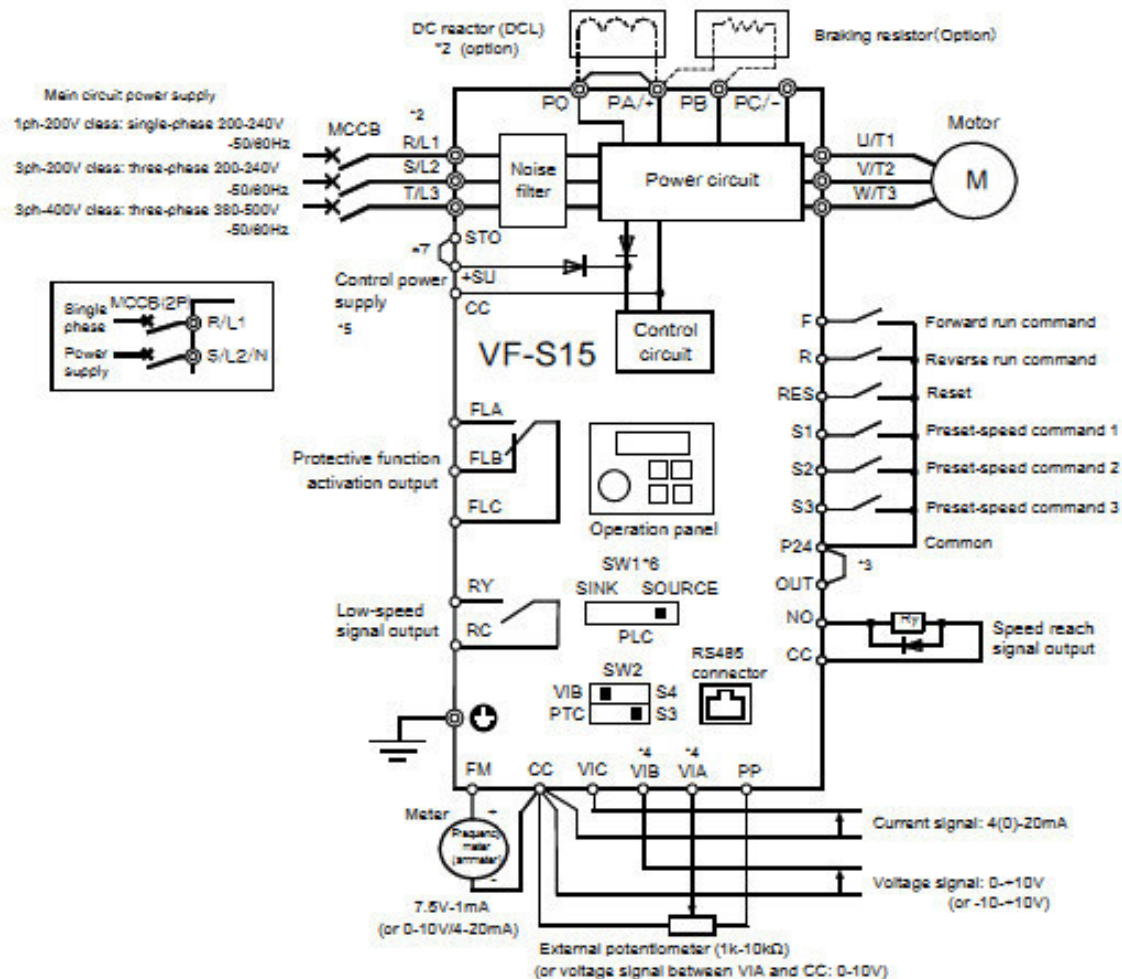 DC reactor (DCL)
*2 (option)
Braking resistor(Option)
PO
PA/+
PB
PC/-
Main circuit power supply
1ph-200V class: single-phase 200-240V
-50/60Hz
3ph-200V class: three-phase 200-240V
-50/60Hz
3ph-400V class: three-phase 380-500V
-50/60Hz
MCCB
*2
R/L1
S/L2
T/L3
Noise
filter
Power circuit
U/T1
V/T2
W/T3
Motor
M
STO
*7
+SU
CC
Control power
supply
*5
Control
circuit
VF-S15
Single
phase
MCCB(2P)
R/L1
Power
supply
S/L2/N
F
Forward run command
R
Reverse run command
RES
Reset
S1
Preset-speed command 1
S2
Preset-speed command 2
S3
Preset-speed command 3
P24
Common
*3
OUT
NO
Ry
CC
Speed reach
signal output
FLA
FLB
FLC
Protective function
activation output
Operation panel
SW1*6
SINK SOURCE
PLC
RY
RC
Low-speed
signal output
SW2
VIB
S4
PTC
S3
RS485
connector
FM
CC
VIC
*4
VIB
*4
VIA
PP
Meter
+
Frequency
meter
(ammeter)
-
7.5V-1mA
(or 0-10V/4-20mA)
Current signal: 4(0)-20mA
Voltage signal: 0-+10V
(or -10-+10V)
External potentiometer (1k-10kΩ)
(or voltage signal between VIA and CC: 0-10V)